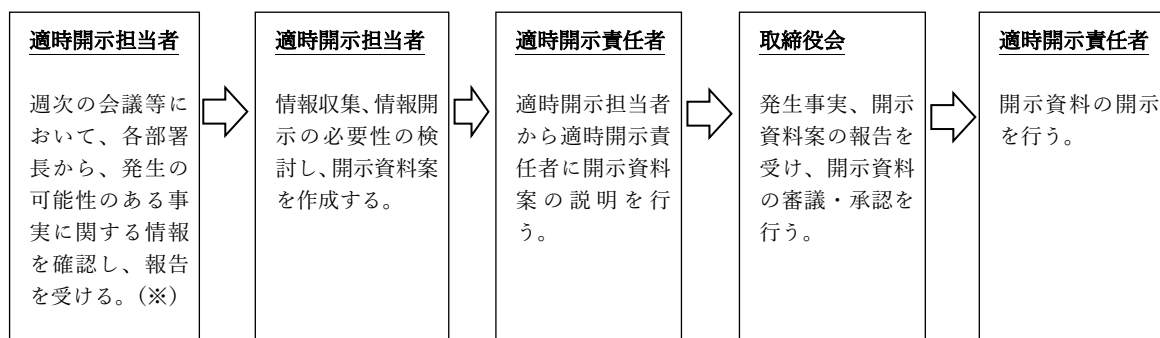 適時開示担当者
週次の会議等に
おいて、各部署
長から、発生の
可能性のある事
実に関する情報
を確認し、報告
を受ける。（※）
適時開示担当者
情報収集、情報開
示の必要性の検
討し、開示資料案
を作成する。
適時開示責任者
適時開示担当者
から適時開示責
任者に開示資料
案の説明を行
う。
取締役会
発生事実、開示
資料案の報告を
受け、開示資料
の審議・承認を
行う。
適時開示責任者
開示資料の開示
を行う。